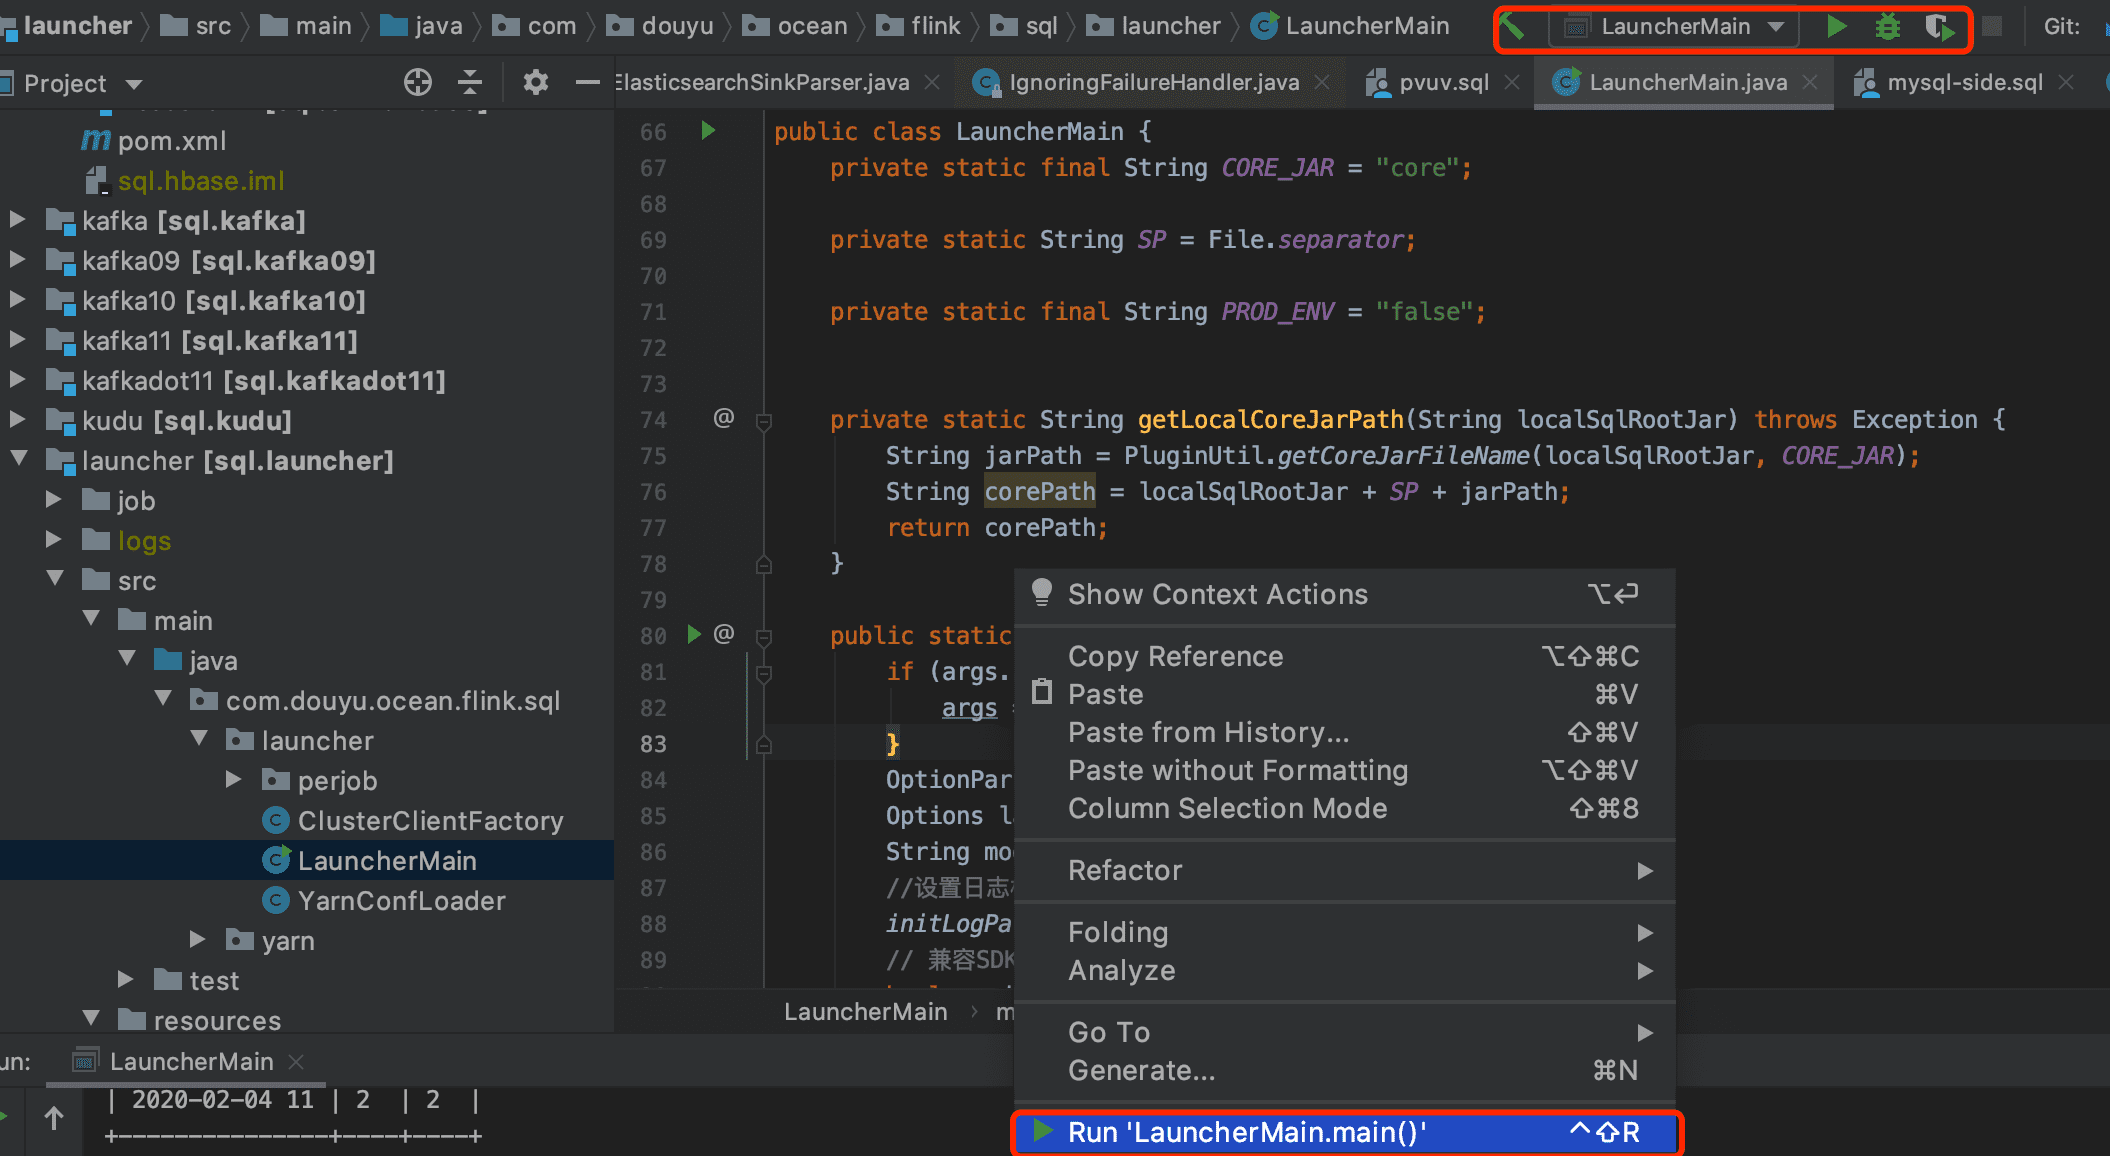 launcher src main java com douyu ocean flink sql launcher LauncherMain LauncherMain Git:
Project
ElasticsearchSinkParser.java IgnoringFailureHandler.java pvuv.sql LauncherMain.java mysql-side.sql
pom.xml
sql.hbase.iml
kafka [sql.kafka]
kafka09 [sql.kafka09]
kafka10 [sql.kafka10]
kafka11 [sql.kafka11]
kafkadot11 [sql.kafkadot11]
kudu [sql.kudu]
launcher [sql.launcher]
job
logs
src
main
java
com.douyu.ocean.flink.sql
launcher
perjob
ClusterClientFactory
LauncherMain
YarnConfLoader
yarn
test
resources
66 public class LauncherMain {
67 private static final String CORE_JAR = "core";
68
69 private static String SP = File.separator;
70
71 private static final String PROD_ENV = "false";
72
73
74 @ private static String getLocalCoreJarPath(String localSqlRootJar) throws Exception {
75 String jarPath = PluginUtil.getCoreJarFileName(localSqlRootJar, CORE_JAR);
76 String corePath = localSqlRootJar + SP + jarPath;
77 return corePath;
78 }
79
80 @ public static
81 if (args.
82 args =
83 }
84 OptionPar
85 Options l
86 String mo
87 //设置日志
88 initLogPa
89 // 兼容SDK
LauncherMain › m
Show Context Actions ⌥⏎
Copy Reference ⌥⇧⌘C
Paste ⌘V
Paste from History... ⇧⌘V
Paste without Formatting ⌥⇧⌘V
Column Selection Mode ⇧⌘8
Refactor
Folding
Analyze
Go To
Generate... ⌘N
Run 'LauncherMain.main()' ^⇧R
un: LauncherMain
| 2020-02-04 11 | 2 | 2 |
+---------------+----+----+